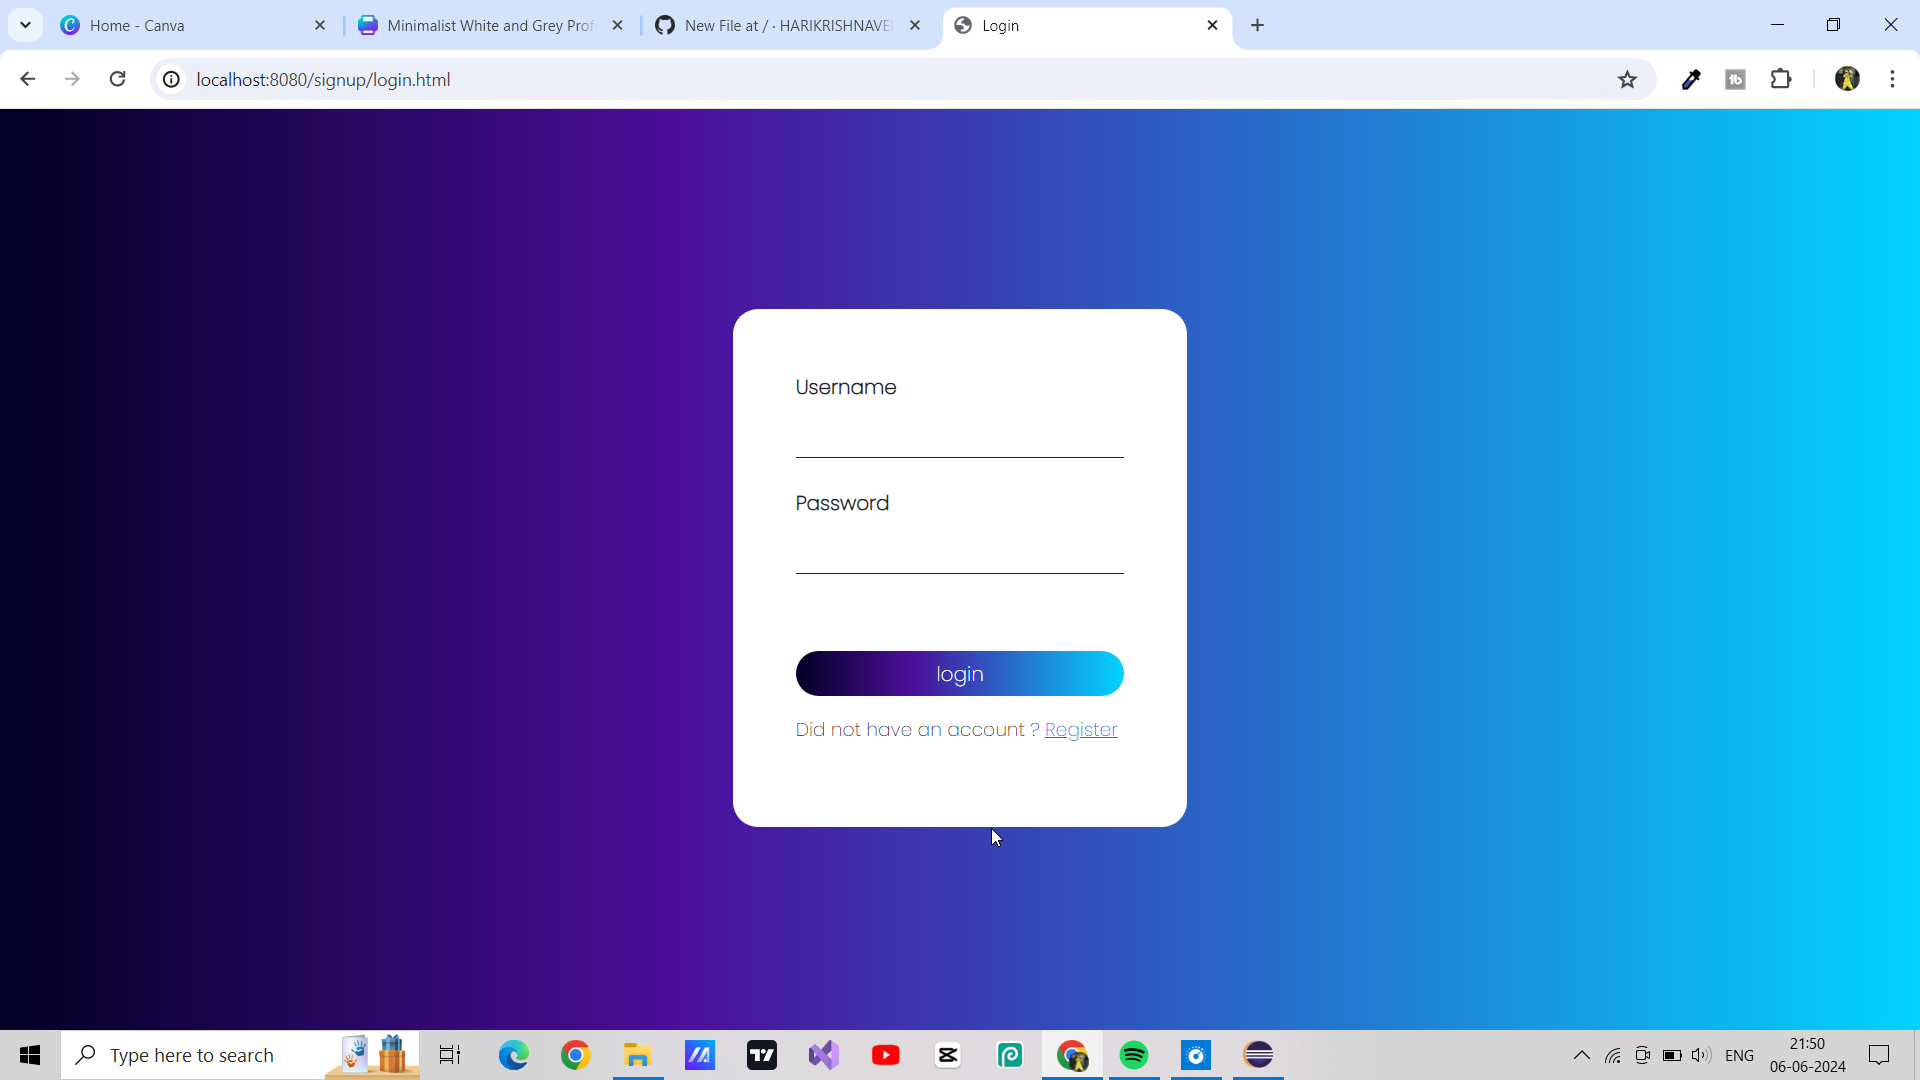 Home - Canva
Minimalist White and Grey Prof
New File at / · HARIKRISHNAVE
Login
localhost:8080/signup/login.html
Username
Password
login
Did not have an account ? Register
Type here to search
ENG
21:50
06-06-2024